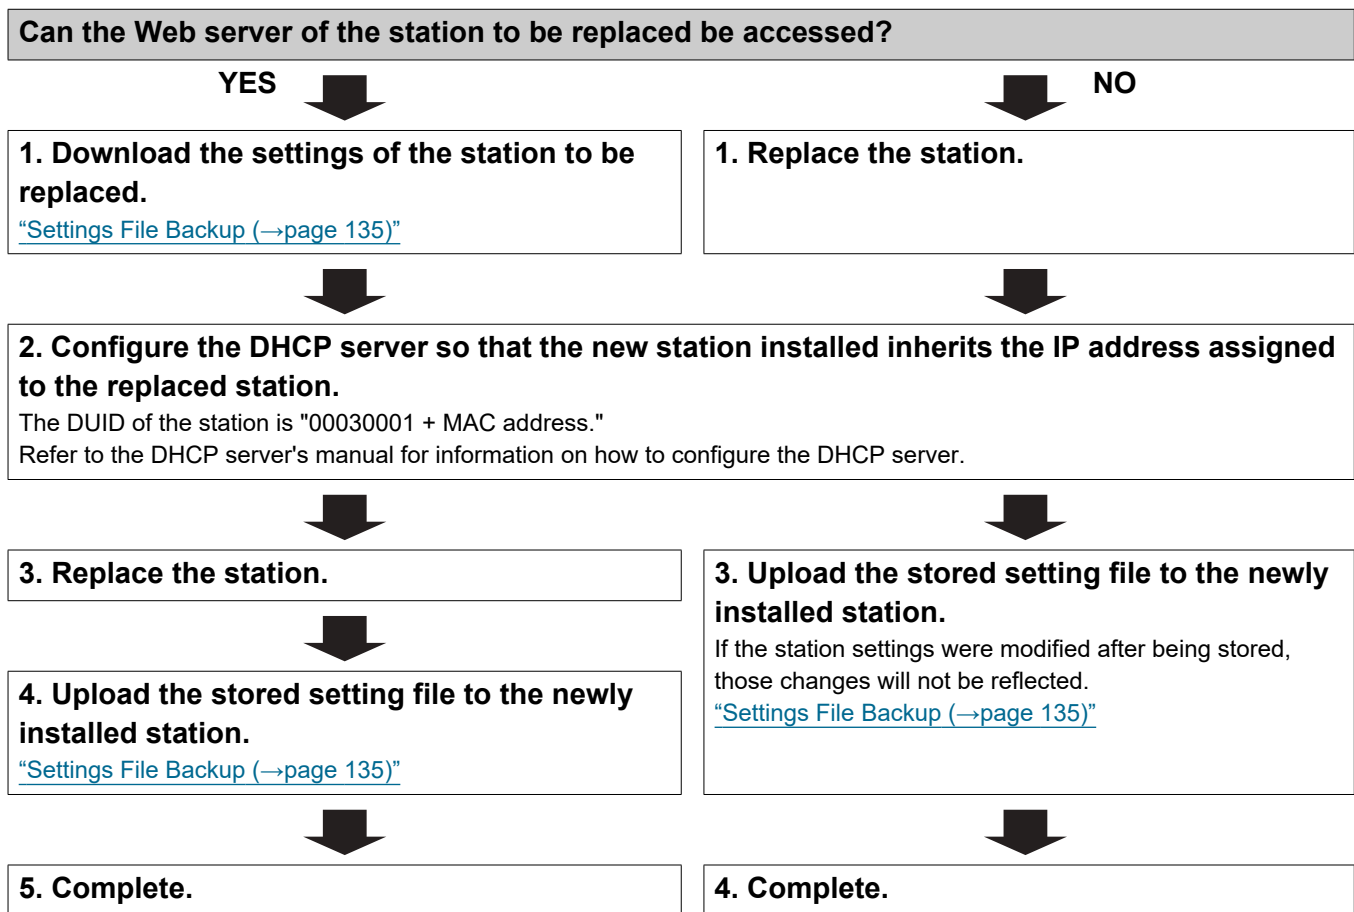 Can the Web server of the station to be replaced be accessed?
YES
NO
1. Download the settings of the station to be
replaced.
“Settings File Backup (→page 135)”
1. Replace the station.
2. Configure the DHCP server so that the new station installed inherits the IP address assigned
to the replaced station.
The DUID of the station is "00030001 + MAC address."
Refer to the DHCP server's manual for information on how to configure the DHCP server.
3. Replace the station.
4. Upload the stored setting file to the newly
installed station.
“Settings File Backup (→page 135)”
3. Upload the stored setting file to the newly
installed station.
If the station settings were modified after being stored,
those changes will not be reflected.
“Settings File Backup (→page 135)”
5. Complete.
4. Complete.